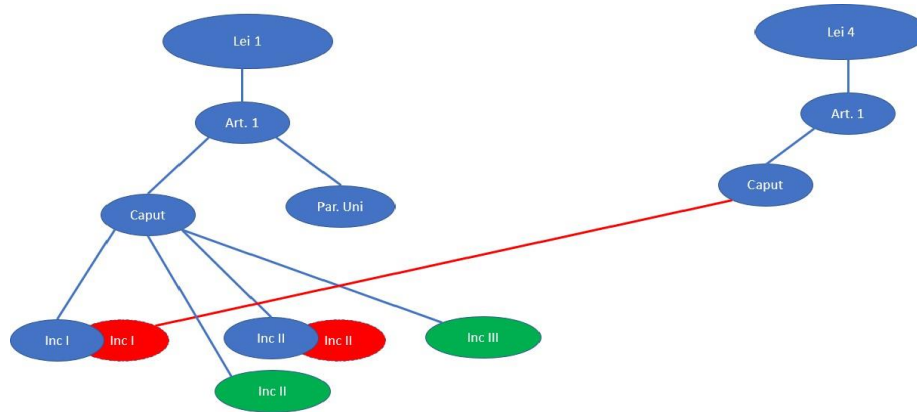 Lei 1
Lei 4
Art. 1
Art. 1
Caput
Par. Uni
Caput
Inc I
Inc I
Inc II
Inc II
Inc III
Inc II